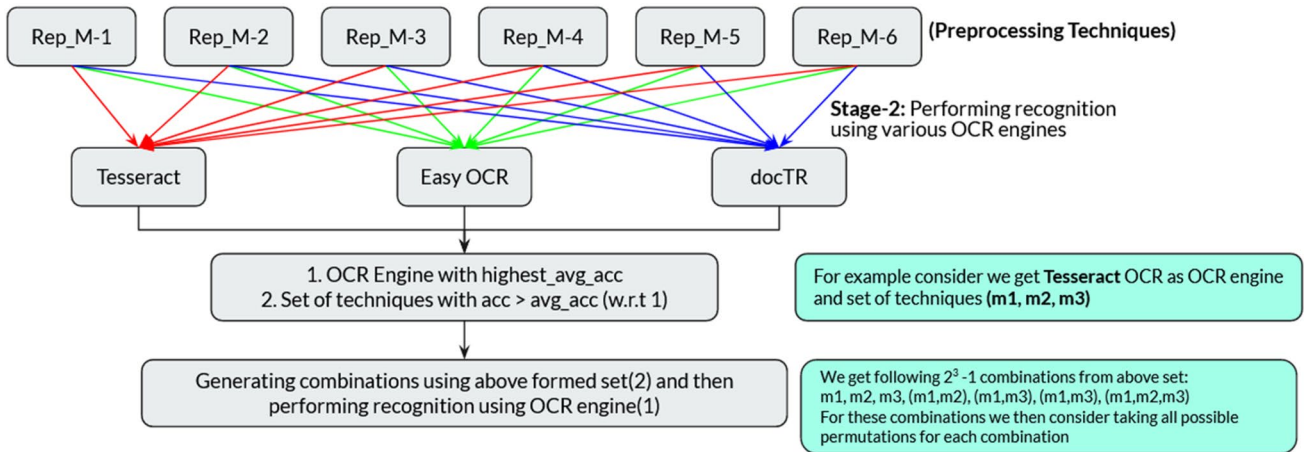 Rep_M-1
Rep_M-2
Rep_M-3
Rep_M-4
Rep_M-5
Rep_M-6
(Preprocessing Techniques)
Stage-2: Performing recognition
using various OCR engines
Tesseract
Easy OCR
docTR
1. OCR Engine with highest_avg_acc
2. Set of techniques with acc > avg_acc (w.r.t 1)
For example consider we get Tesseract OCR as OCR engine
and set of techniques (m1, m2, m3)
Generating combinations using above formed set(2) and then
performing recognition using OCR engine(1)
We get following 2³ -1 combinations from above set:
m1, m2, m3, (m1,m2), (m1,m3), (m1,m3), (m1,m2,m3)
For these combinations we then consider taking all possible
permutations for each combination